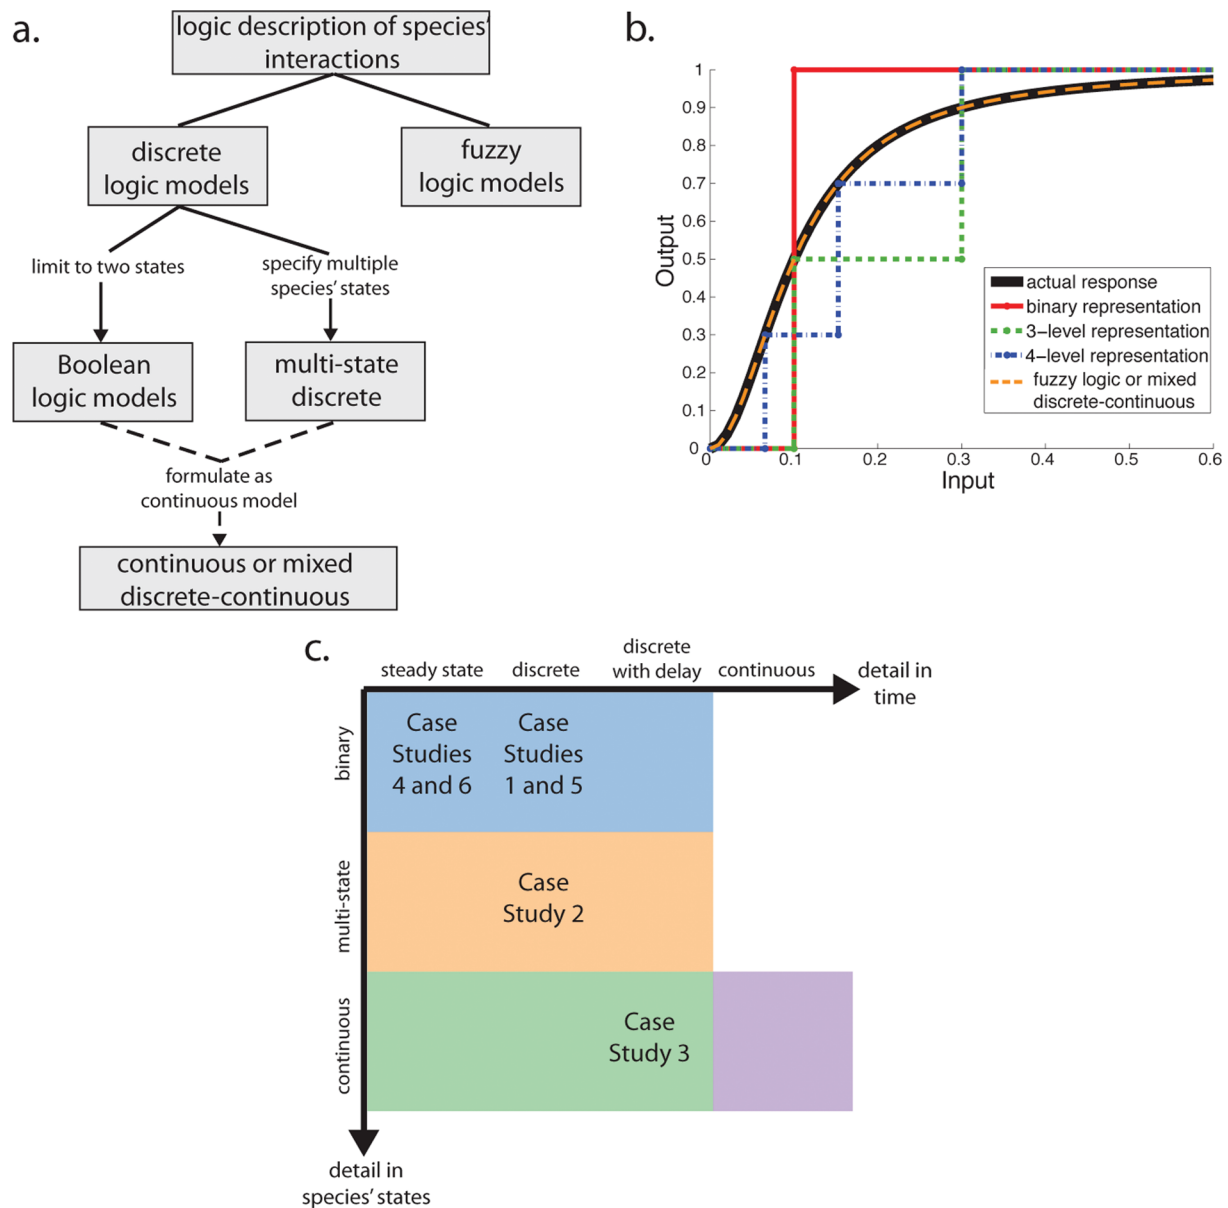 a.
logic description of species'
interactions
discrete
logic models
fuzzy
logic models
limit to two states
specify multiple
species' states
Boolean
logic models
multi-state
discrete
formulate as
continuous model
continuous or mixed
discrete-continuous
b.
1
0.9
0.8
0.7
0.6
0.5
0.4
0.3
0.2
0.1
0
Output
0
0.1
0.2
0.3
0.4
0.5
0.6
Input
actual response
binary representation
3-level representation
4-level representation
fuzzy logic or mixed
discrete-continuous
c.
steady state
discrete
discrete
with delay
continuous
detail in
time
binary
multi-state
continuous
Case
Studies
4 and 6
Case
Studies
1 and 5
Case
Study 2
Case
Study 3
detail in
species' states